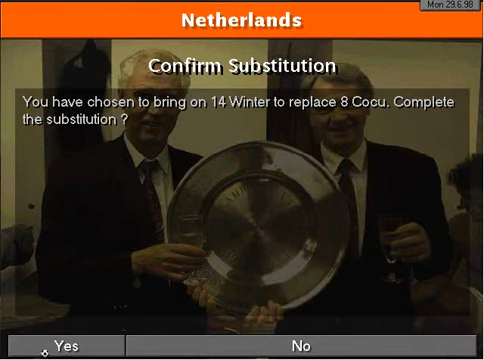 Mon 29.6.98
Netherlands
Confirm Substitution
You have chosen to bring on 14 Winter to replace 8 Cocu. Complete
the substitution ?
Yes
No